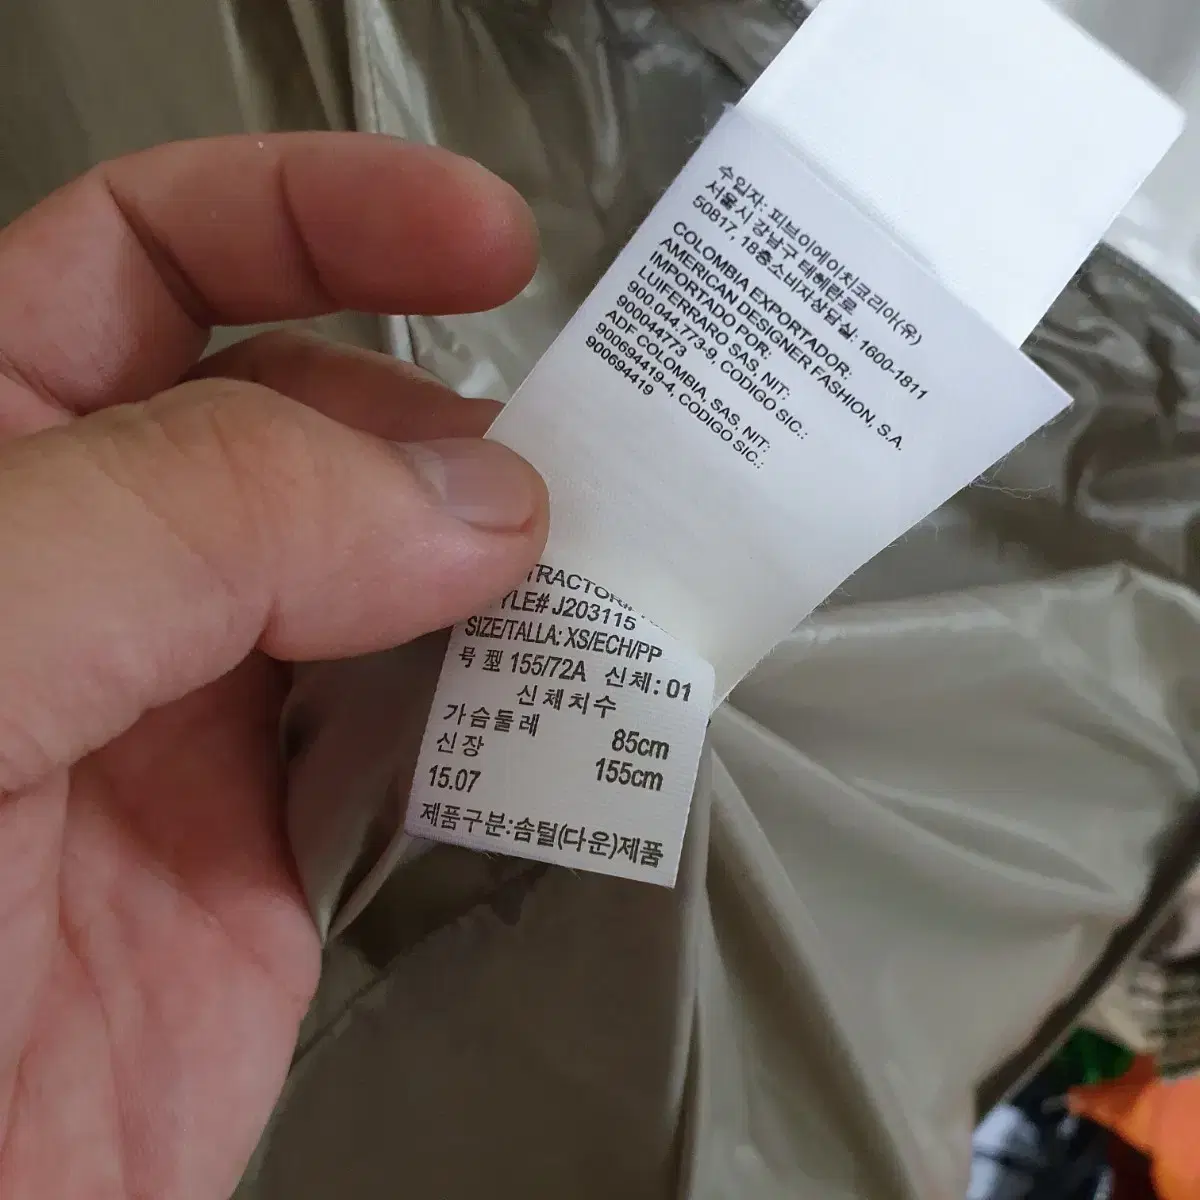 수입자: 피브이에이치코리아(유)
서울시 강남구 테헤란로
50817, 18층소비자상담실: 1600-1811
COLOMBIA EXPORTADOR.
AMERICAN DESIGNER FASHION, S.A.
IMPORTADO POR:
LUIFERRARO SAS, NIT:
900.044.773-9, CODIGO SIC.:
900044773
ADF COLOMBIA, SAS, NIT:
900694419-4, CODIGO SIC.:
900694419
TRACTOR#
YLE# J203115
SIZE/TALLA: XS/ECH/PP
号型 155/72A 신체: 01
신체치수
가슴둘레 85cm
신장 155cm
15.07
제품구분:솜털(다운)제품